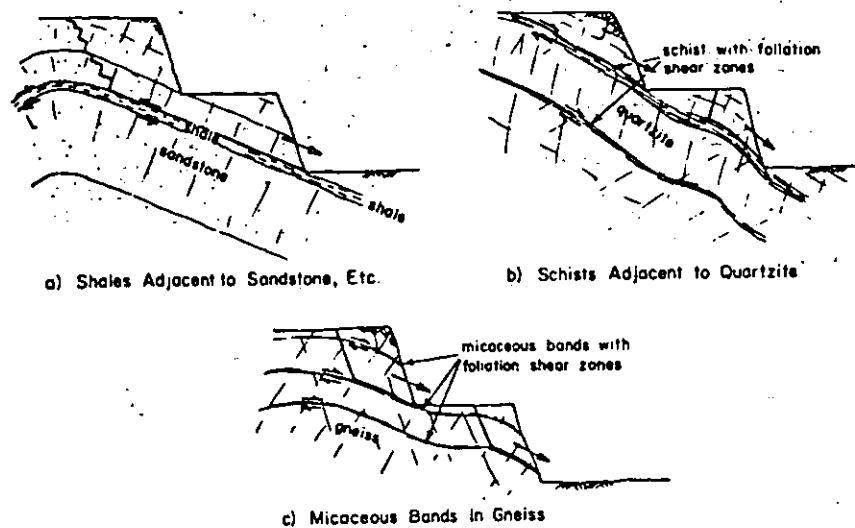 shale
sandstone
shale
a) Shales Adjacent to Sandstone, Etc.
schist with foliation
shear zones
quartzite
b) Schists Adjacent to Quartzite
micaceous bands with
foliation shear zones
gneiss
c) Micaceous Bands In Gneiss